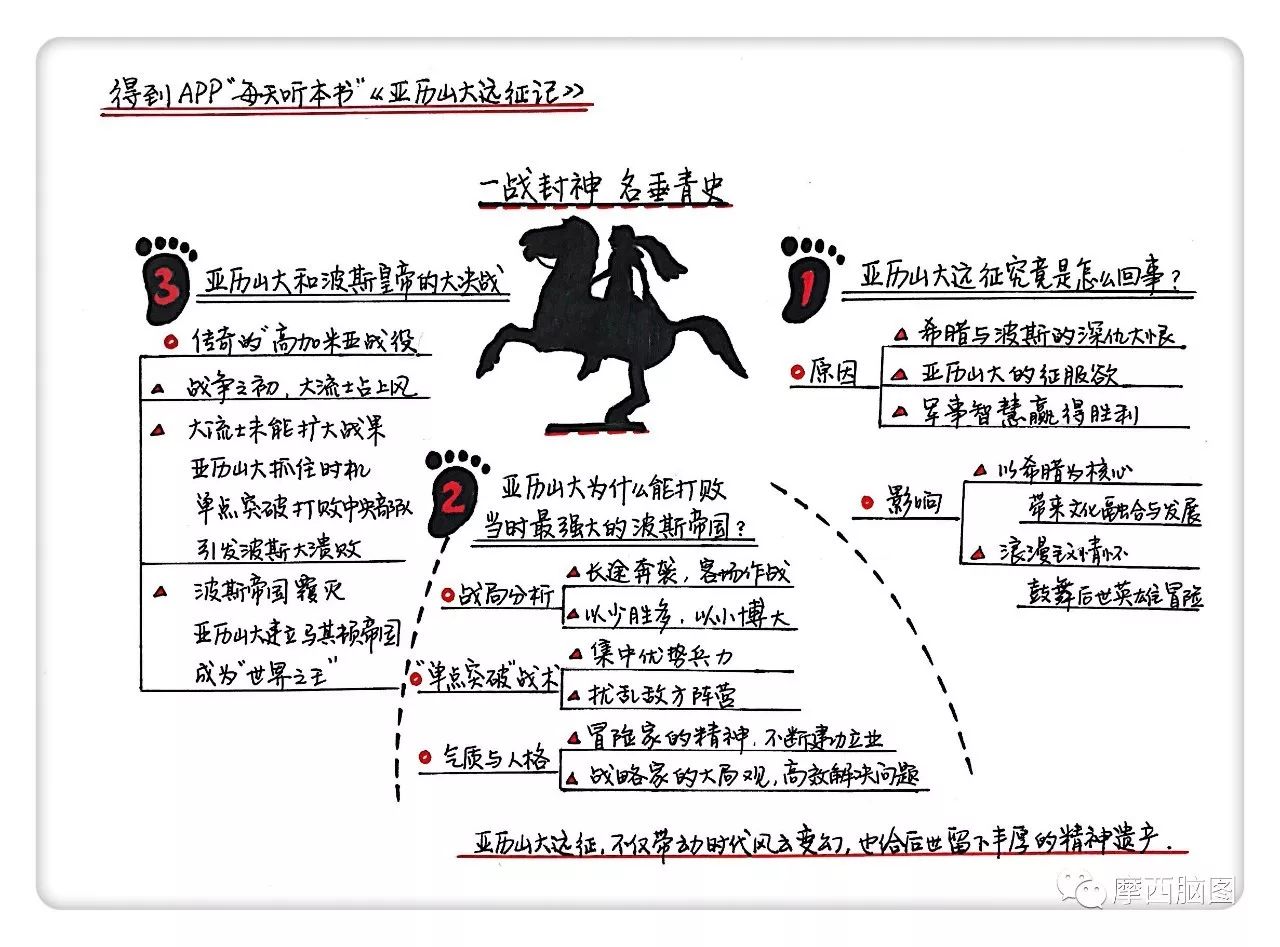 得到APP"每天听本书"《亚历山大远征记》
一战封神 名垂青史
1
亚历山大远征究竟是怎么回事?
原因
希腊与波斯的深仇大恨
亚历山大的征服欲
军事智慧赢得胜利
影响
以希腊为核心
带来文化融合与发展
浪漫主义情怀
鼓舞后世英雄冒险
2
亚历山大为什么能打败
当时最强大的波斯帝国?
战局分析
长途奔袭,客场作战
以少胜多,以小博大
"单点突破"战术
集中优势兵力
扰乱敌方阵营
气质与人格
冒险家的精神,不断建功立业
战略家的大局观,高效解决问题
3
亚历山大和波斯皇帝的大决战
传奇的"高加米亚战役
战争之初,大流士占上风
大流士未能扩大战果
亚历山大抓住时机
单点突破打败中央部队
引发波斯大溃败
波斯帝国覆灭
亚历山大建立马其顿帝国
成为"世界之王"
亚历山大远征,不仅带动时代风云变幻,也给后世留下丰厚的精神遗产.
摩西脑图